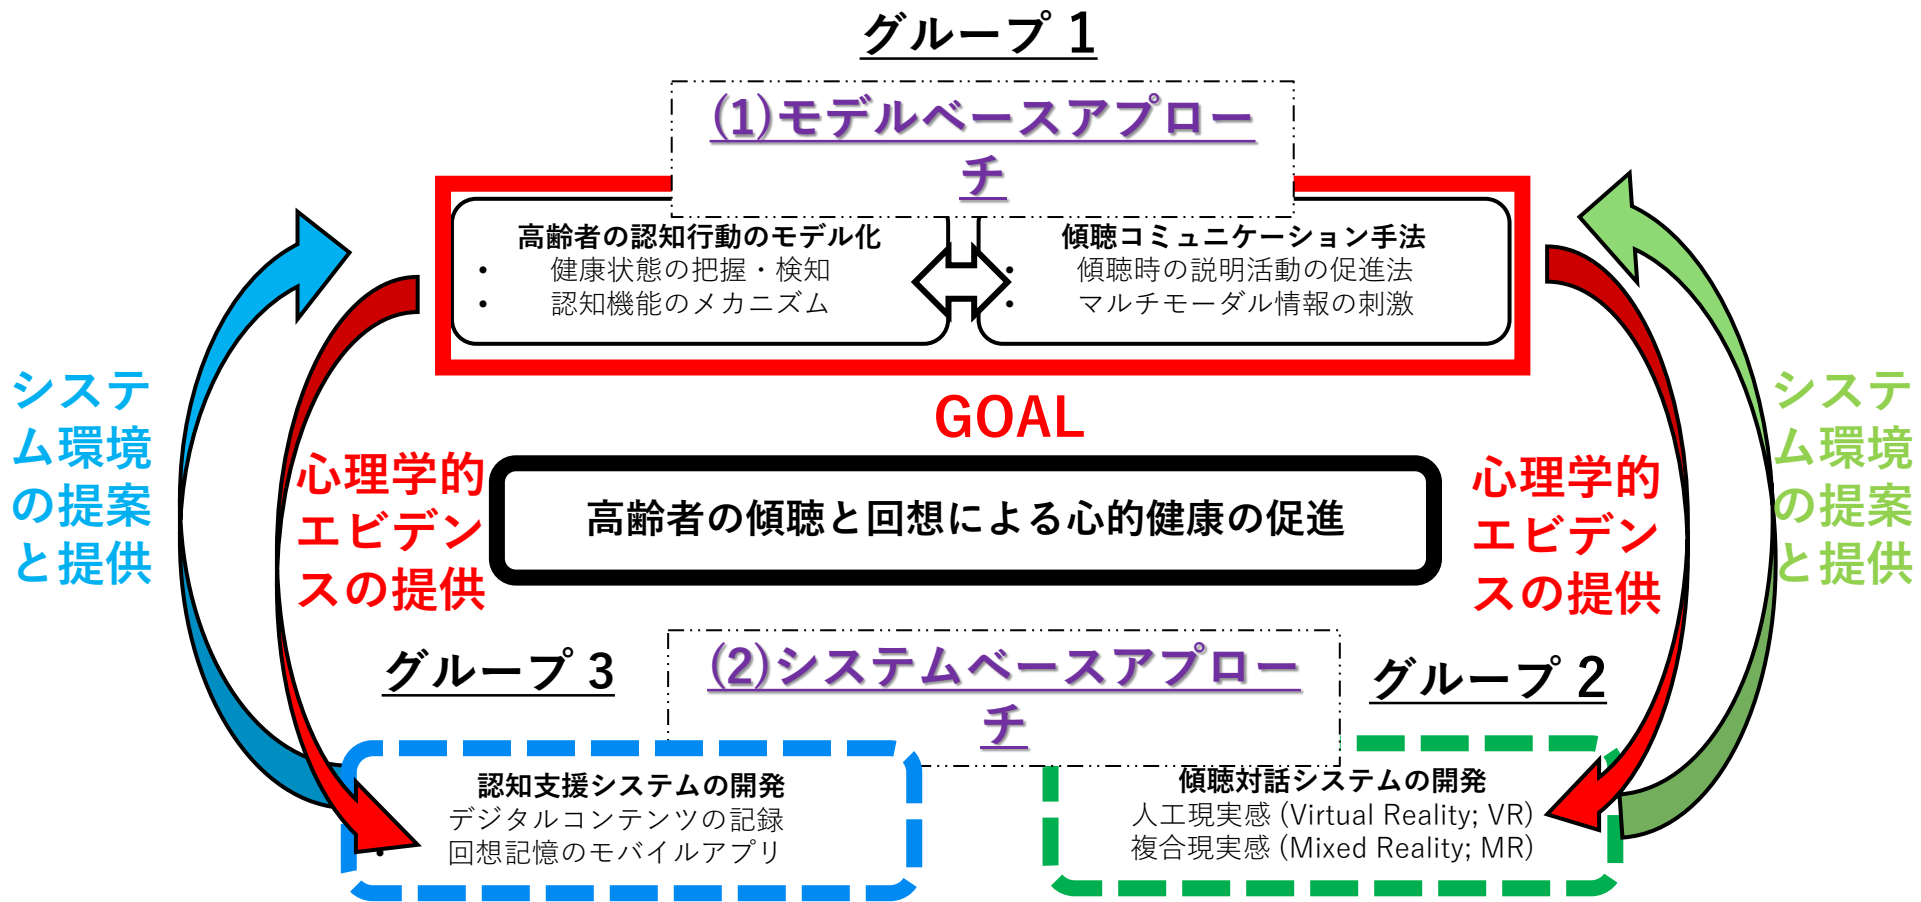 グループ 1
(1)モデルベースアプロー
チ
高齢者の認知行動のモデル化
• 健康状態の把握・検知
• 認知機能のメカニズム
傾聴コミュニケーション手法
• 傾聴時の説明活動の促進法
• マルチモーダル情報の刺激
システ
ム環境
の提案
と提供
心理学的
エビデン
スの提供
GOAL
高齢者の傾聴と回想による心的健康の促進
心理学的
エビデン
スの提供
システ
ム環境
の提案
と提供
グループ 3
(2)システムベースアプロー
チ
グループ 2
認知支援システムの開発
デジタルコンテンツの記録
• 回想記憶のモバイルアプリ
傾聴対話システムの開発
人工現実感 (Virtual Reality; VR)
複合現実感 (Mixed Reality; MR)